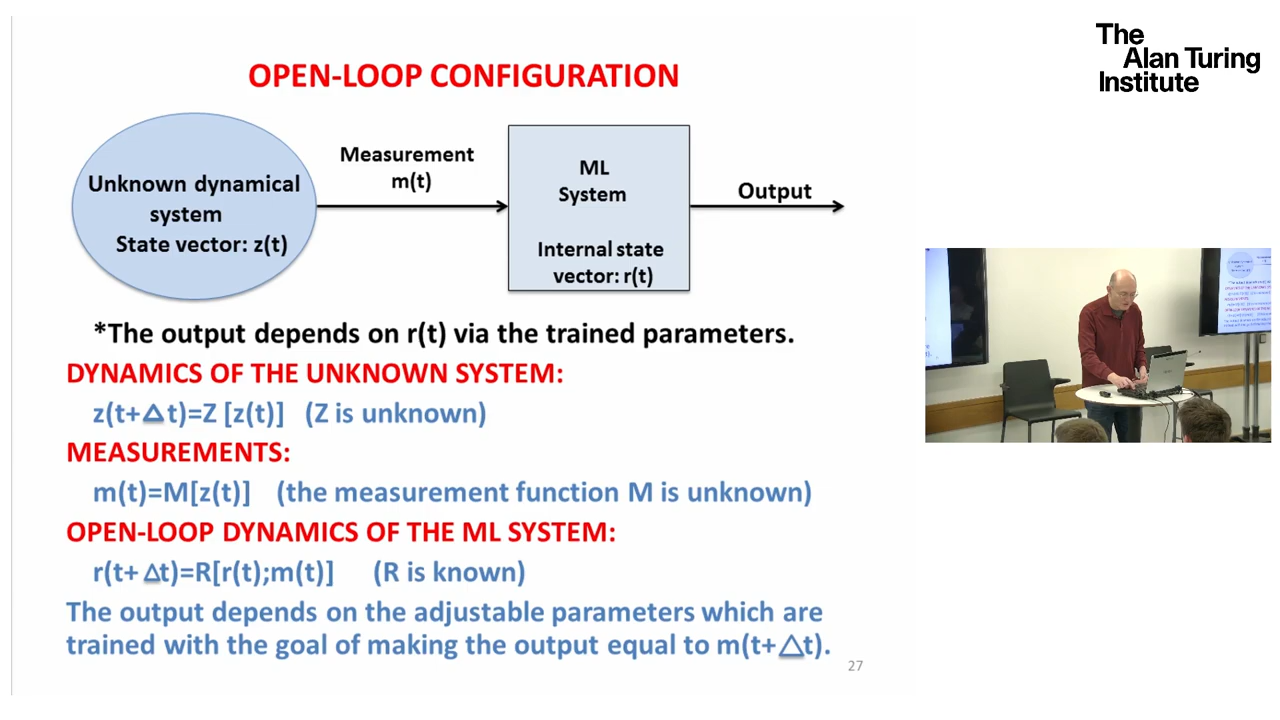 The
Alan Turing
Institute
OPEN-LOOP CONFIGURATION
Unknown dynamical
system
State vector: z(t)
Measurement
m(t)
ML
System
Internal state
vector: r(t)
Output
*The output depends on r(t) via the trained parameters.
DYNAMICS OF THE UNKNOWN SYSTEM:
z(t+Δt)=Z [z(t)] (Z is unknown)
MEASUREMENTS:
m(t)=M[z(t)] (the measurement function M is unknown)
OPEN-LOOP DYNAMICS OF THE ML SYSTEM:
r(t+ Δt)=R[r(t);m(t)] (R is known)
The output depends on the adjustable parameters which are
trained with the goal of making the output equal to m(t+△t).
27